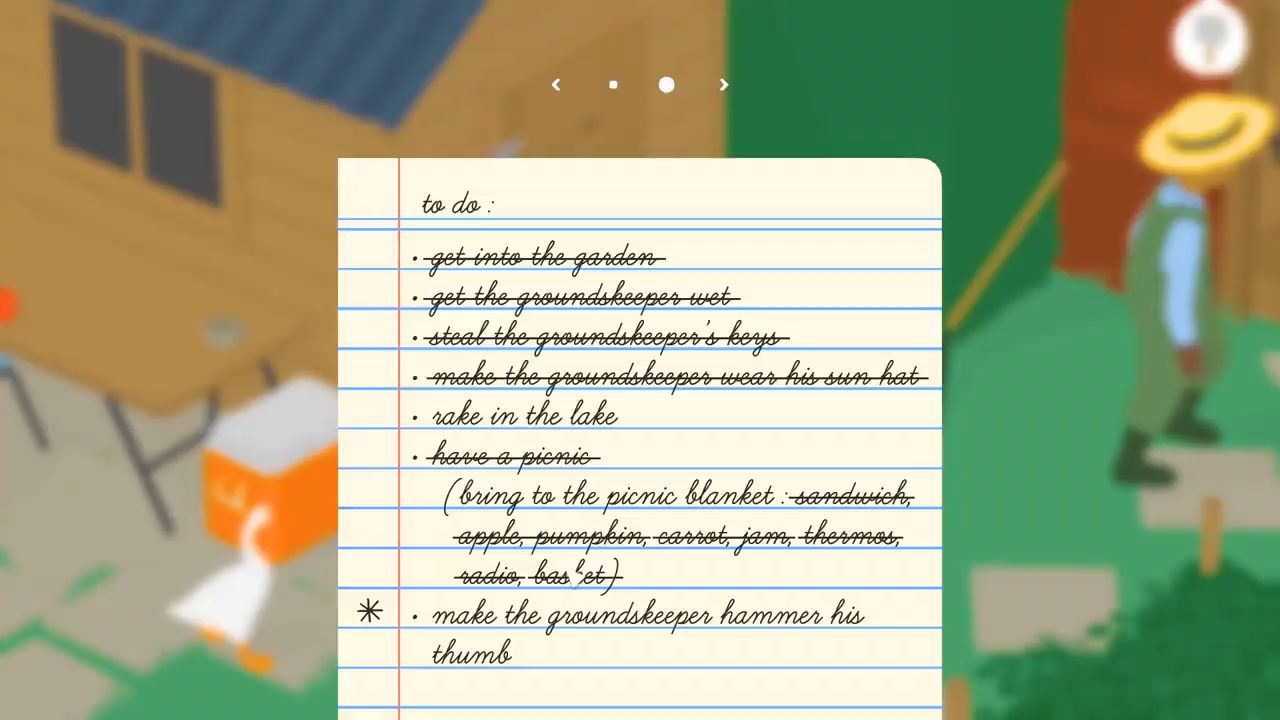 to do :
• get into the garden
• get the groundskeeper wet
• steal the groundskeeper's keys
• make the groundskeeper wear his sun hat
• rake in the lake
• have a picnic
(bring to the picnic blanket : sandwich,
apple, pumpkin, carrot, jam, thermos,
radio, basket)
• make the groundskeeper hammer his
thumb